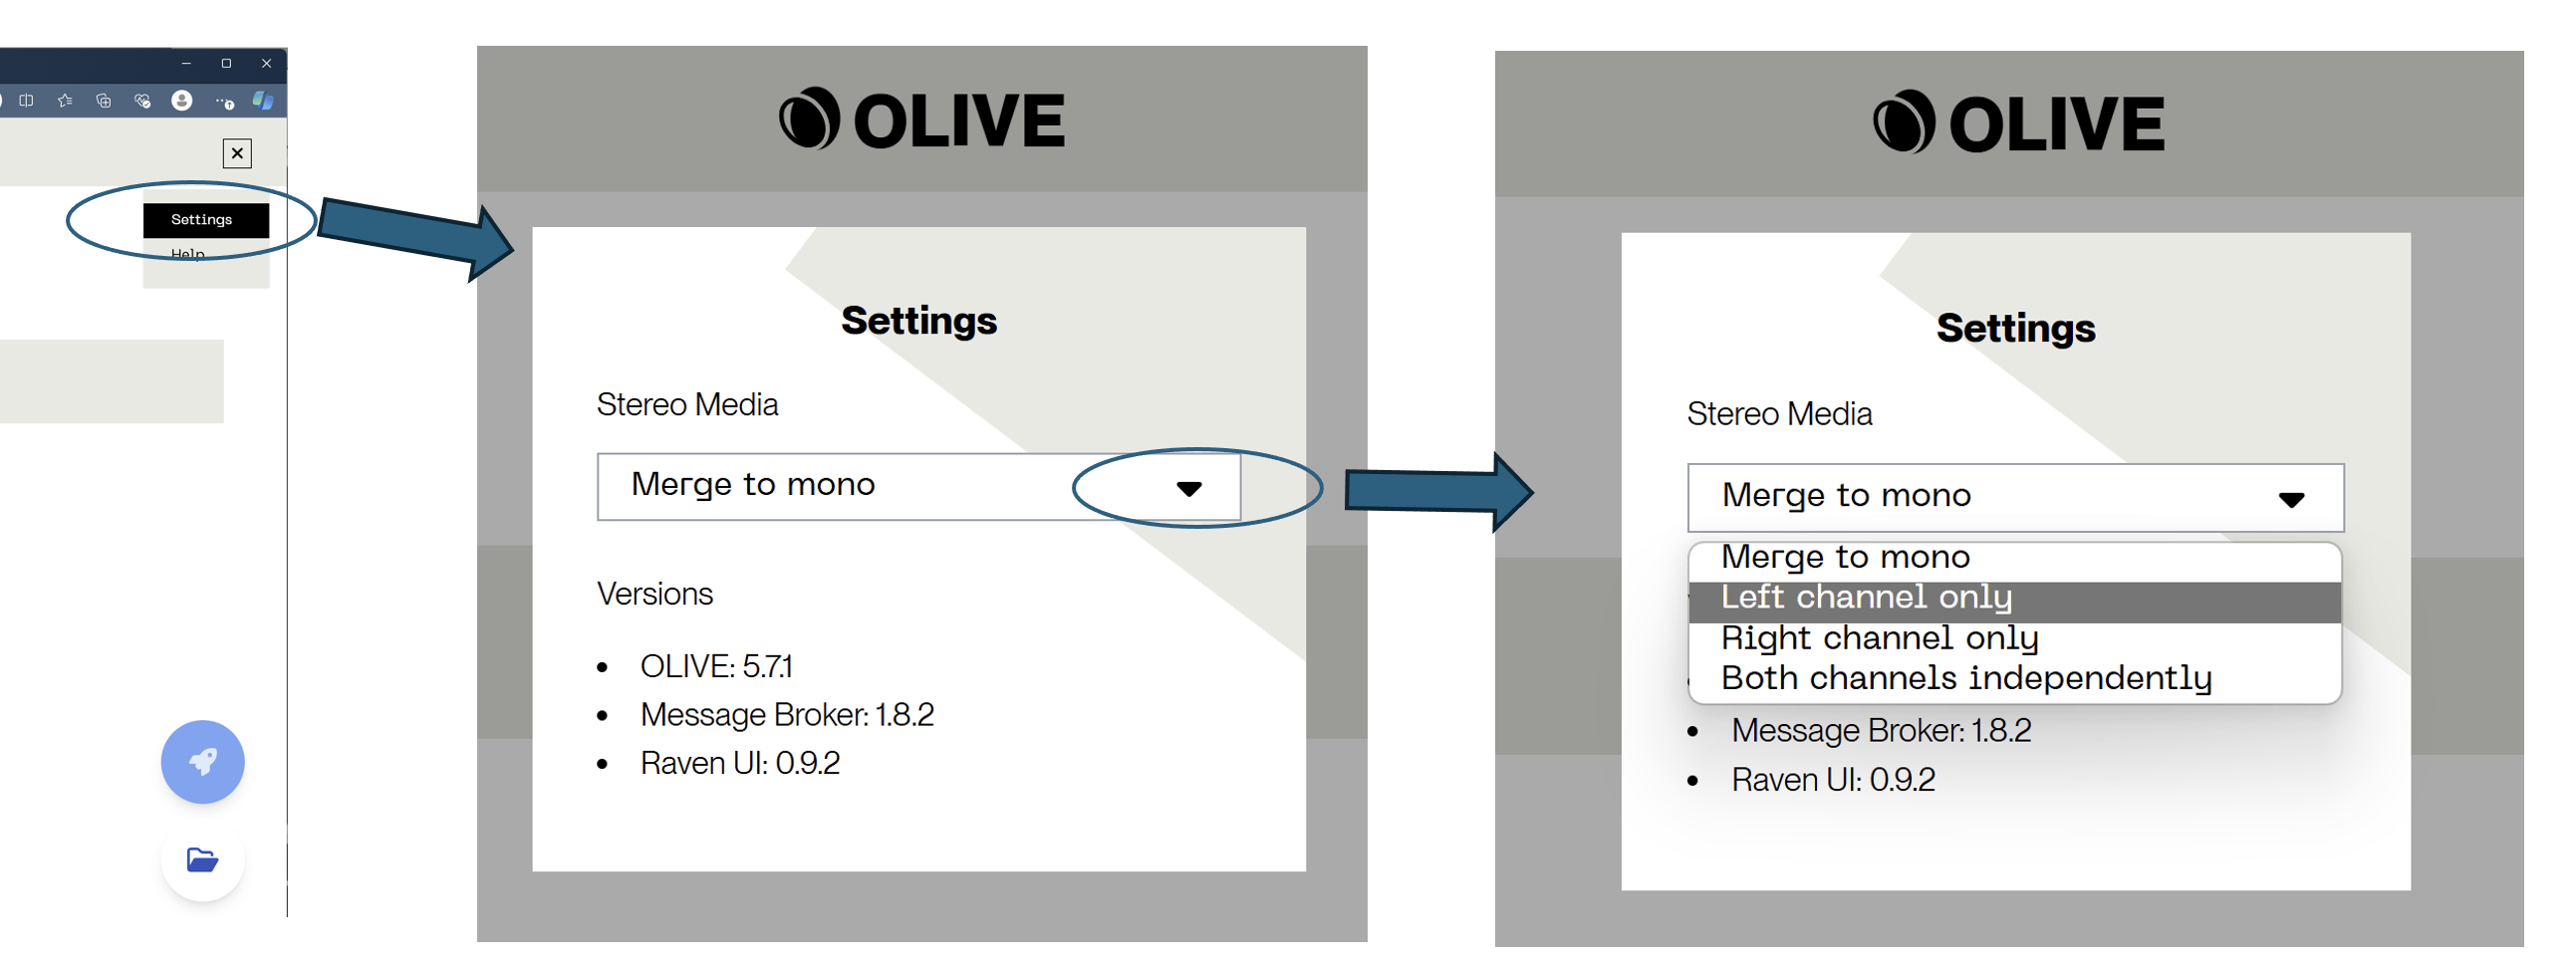 Settings
Help
OLIVE
Settings
Stereo Media
Merge to mono
Versions
• OLIVE: 5.7.1
• Message Broker: 1.8.2
• Raven UI: 0.9.2
OLIVE
Settings
Stereo Media
Merge to mono
Merge to mono
Left channel only
Right channel only
Both channels independently
• Message Broker: 1.8.2
• Raven UI: 0.9.2